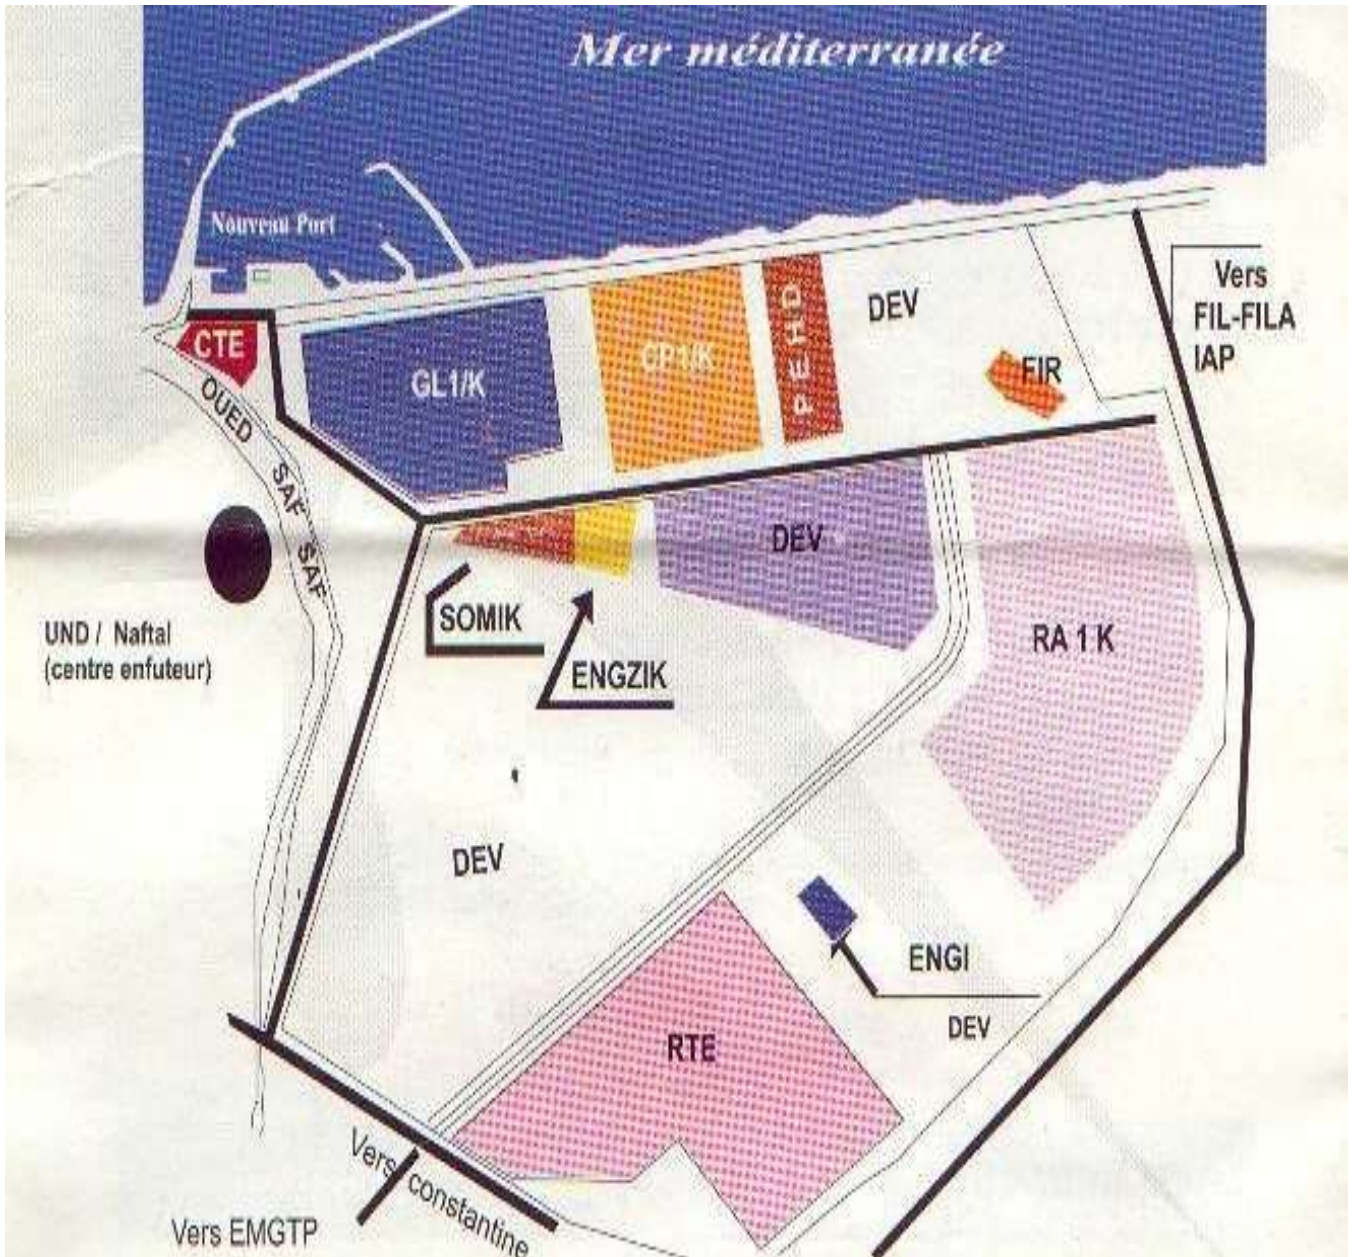 Mer méditerranée
Nouveau Port
Vers
FIL-FILA
IAP
CTE
GL1/K
CP1/K
PEHD
DEV
FIR
OUED
SAF
SAF
DEV
UND / Naftal
(centre enfuteur)
SOMIK
ENGZIK
RA 1 K
DEV
ENGI
DEV
RTE
Vers constantine
Vers EMGTP